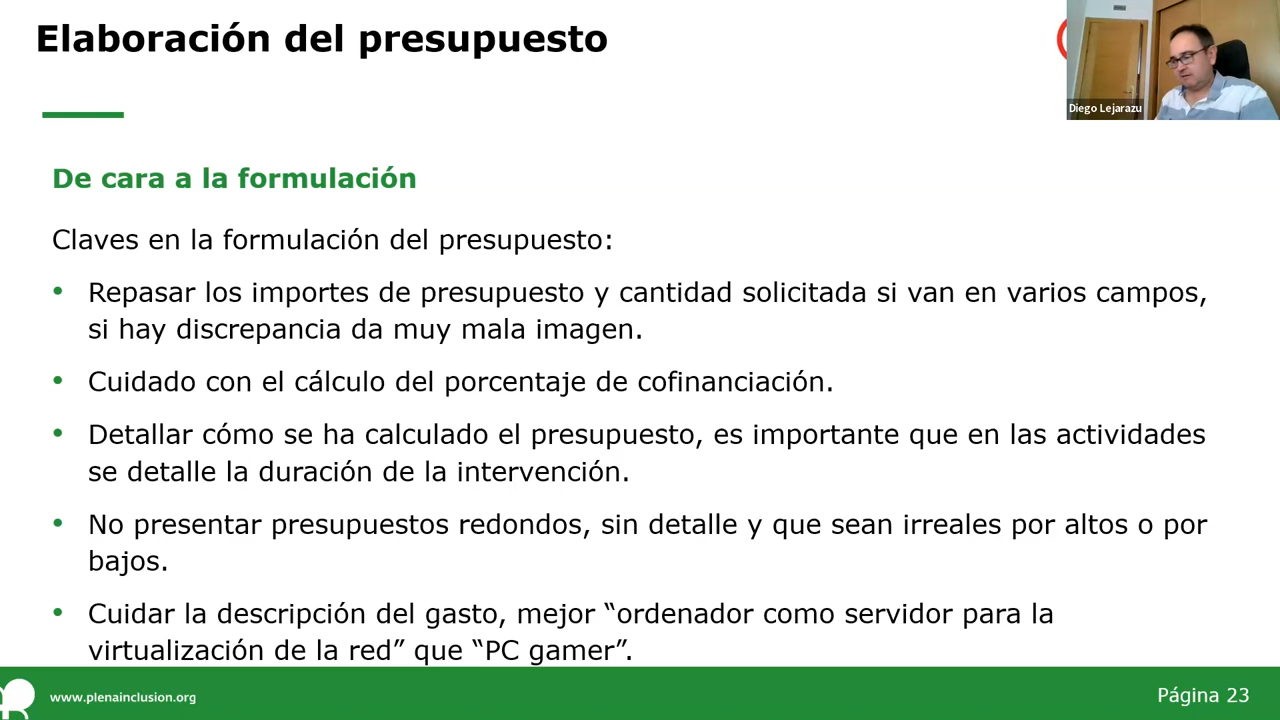 Elaboración del presupuesto
Diego Lejarazu
De cara a la formulación
Claves en la formulación del presupuesto:
• Repasar los importes de presupuesto y cantidad solicitada si van en varios campos,
si hay discrepancia da muy mala imagen.
• Cuidado con el cálculo del porcentaje de cofinanciación.
• Detallar cómo se ha calculado el presupuesto, es importante que en las actividades
se detalle la duración de la intervención.
• No presentar presupuestos redondos, sin detalle y que sean irreales por altos o por
bajos.
• Cuidar la descripción del gasto, mejor “ordenador como servidor para la
virtualización de la red” que “PC gamer”.
www.plenainclusion.org
Página 23